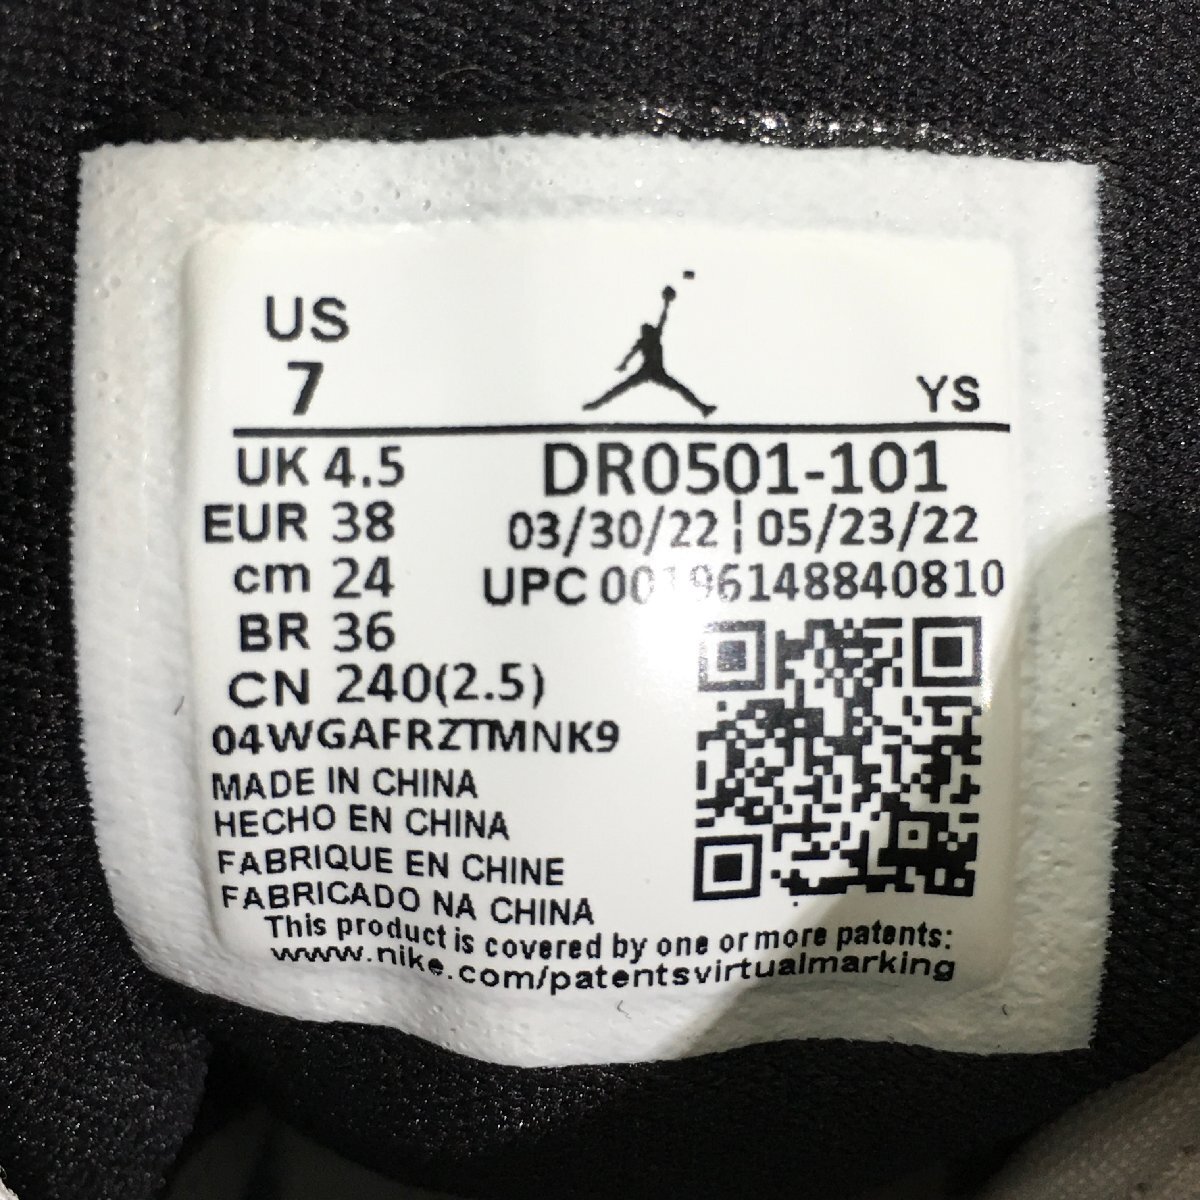 US
7
YS
UK 4.5
DR0501-101
EUR 38
03/30/22 | 05/23/22
cm 24
UPC 00196148840810
BR 36
CN 240(2.5)
04WGAFRZTMNK9
MADE IN CHINA
HECHO EN CHINA
FABRIQUE EN CHINE
FABRICADO NA CHINA
This product is covered by one or more patents:
www.nike.com/patentsvirtualmarking